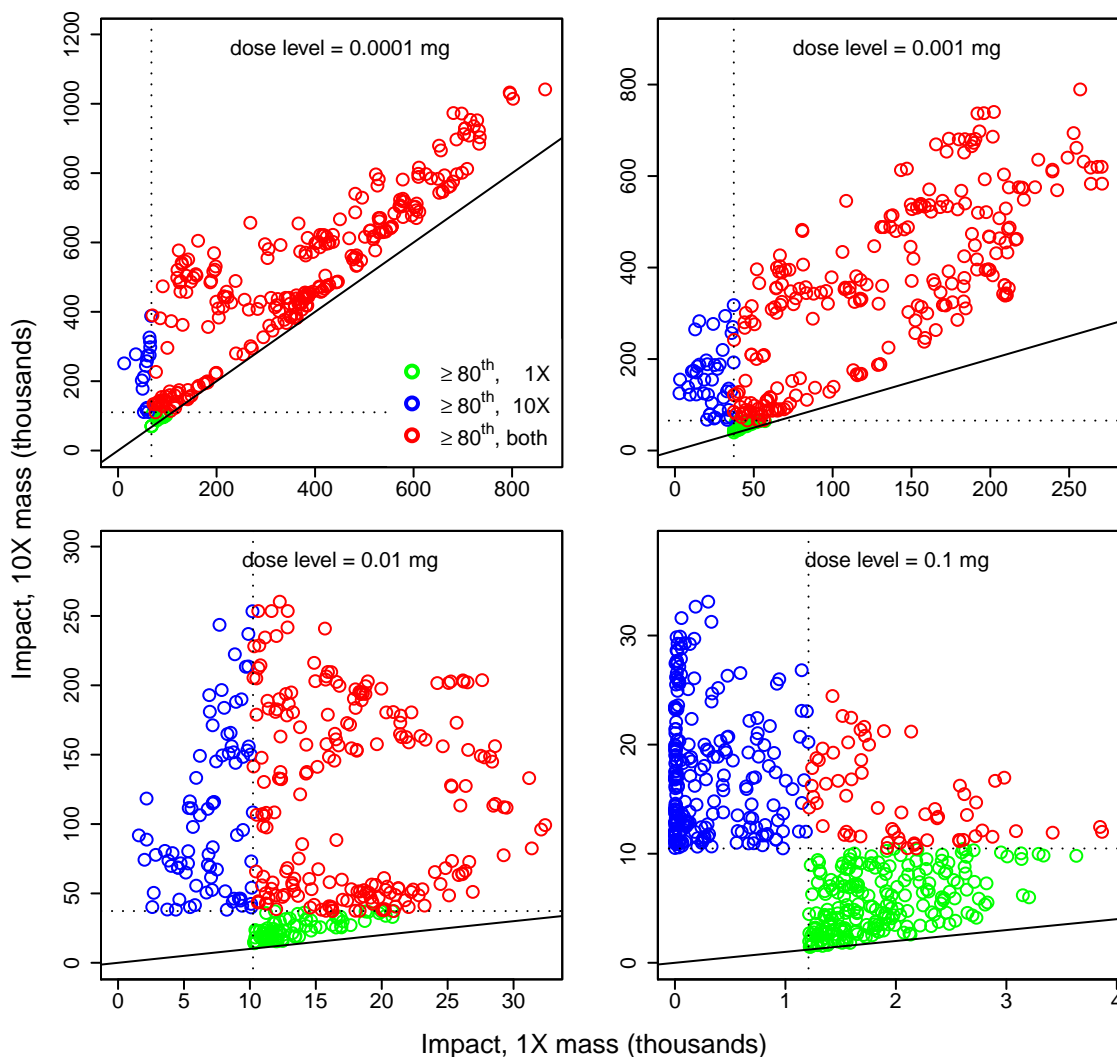 dose level = 0.0001 mg
0 200 400 600 800 1000 1200
≥ 80th, 1X
≥ 80th, 10X
≥ 80th, both
0 200 400 600 800
dose level = 0.001 mg
0 200 400 600 800
0 50 100 150 200 250
dose level = 0.01 mg
0 50 100 150 200 250 300
0 5 10 15 20 25 30
dose level = 0.1 mg
0 10 20 30
0 1 2 3 4
Impact, 10X mass (thousands)
Impact, 1X mass (thousands)